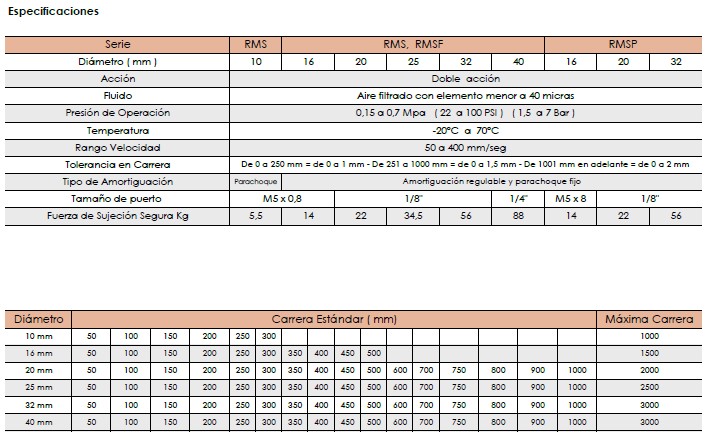 Especificaciones
Serie RMS RMS, RMSF RMSP
Diámetro ( mm ) 10 16 20 25 32 40 16 20 32
Acción Doble acción
Fluido Aire filtrado con elemento menor a 40 micras
Presión de Operación 0,15 a 0,7 Mpa ( 22 a 100 PSI ) ( 1,5 a 7 Bar )
Temperatura -20ºC a 70ºC
Rango Velocidad 50 a 400 mm/seg
Tolerancia en Carrera De 0 a 250 mm = de 0 a 1 mm - De 251 a 1000 mm = de 0 a 1,5 mm - De 1001 mm en adelante = de 0 a 2 mm
Tipo de Amortiguación Parachoque Amortiguación regulable y parachoque fijo
Tamaño de puerto M5 x 0,8 1/8" 1/4" M5 x 8 1/8"
Fuerza de Sujeción Segura Kg 5,5 14 22 34,5 56 88 14 22 56
Diámetro Carrera Estándar ( mm) Máxima Carrera
10 mm 50 100 150 200 250 300 1000
16 mm 50 100 150 200 250 300 350 400 450 500 1500
20 mm 50 100 150 200 250 300 350 400 450 500 600 700 750 800 900 1000 2000
25 mm 50 100 150 200 250 300 350 400 450 500 600 700 750 800 900 1000 2500
32 mm 50 100 150 200 250 300 350 400 450 500 600 700 750 800 900 1000 3000
40 mm 50 100 150 200 250 300 350 400 450 500 600 700 750 800 900 1000 3000